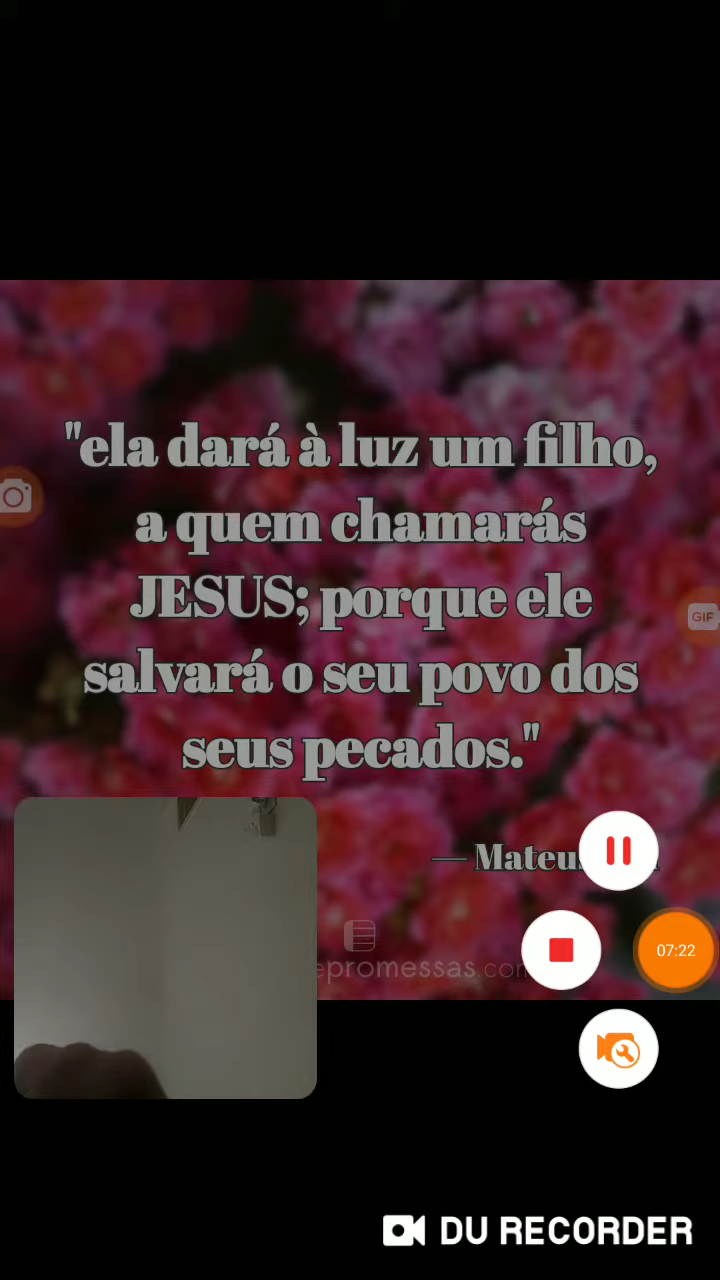 "ela dará à luz um filho,
a quem chamarás
JESUS; porque ele
salvará o seu povo dos
seus pecados."
GIF
07:22
DU RECORDER